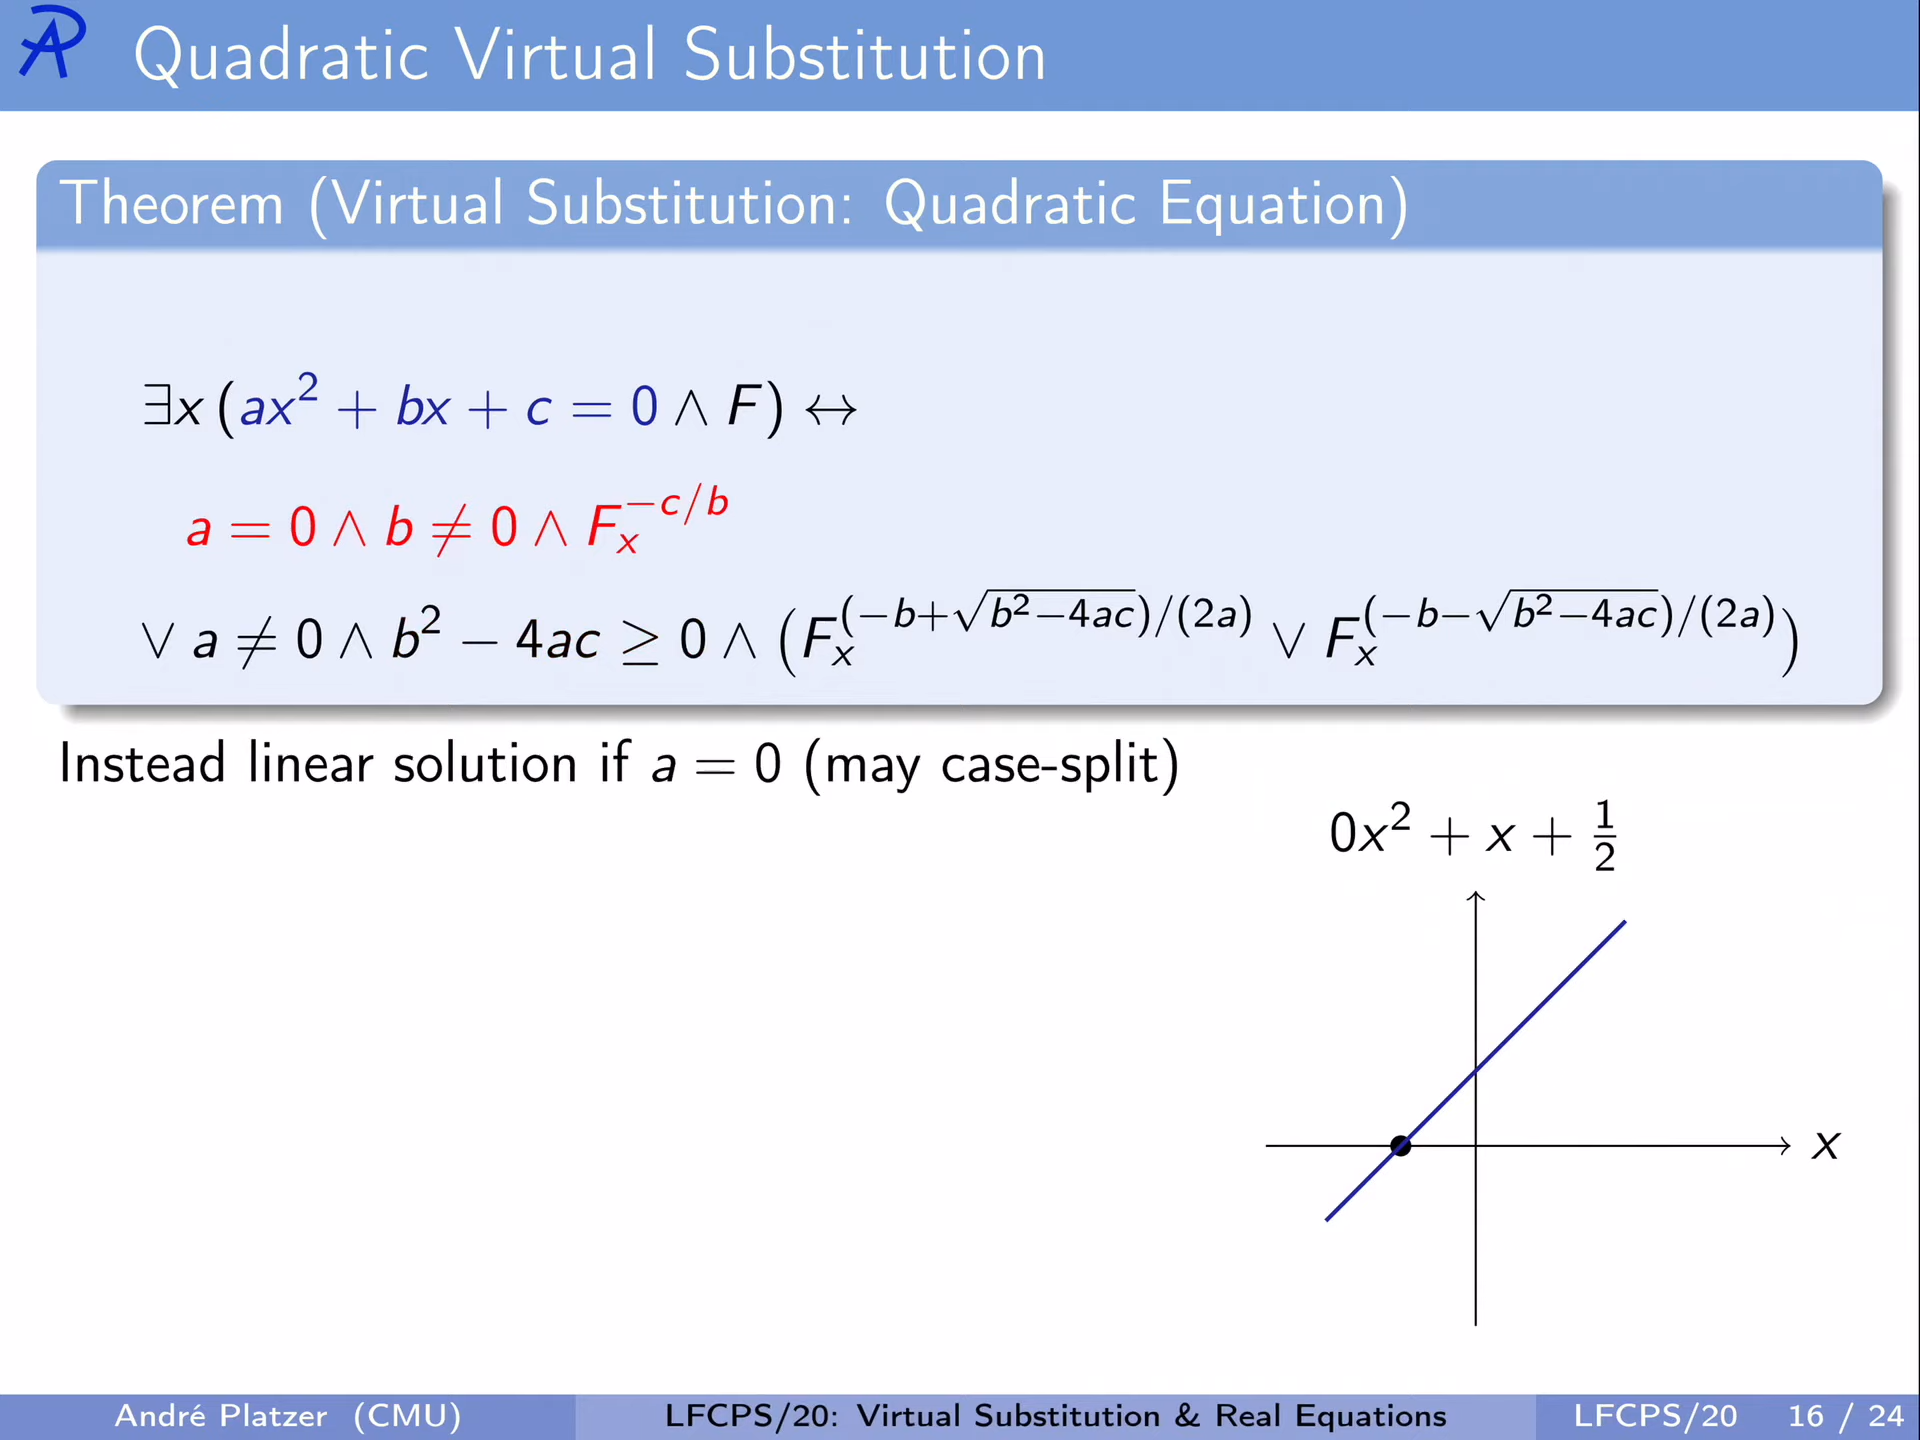 Quadratic Virtual Substitution
Theorem (Virtual Substitution: Quadratic Equation)
∃x (ax² + bx + c = 0 ∧ F) ↔
a = 0 ∧ b ≠ 0 ∧ F_x^{−c/b}
∨ a ≠ 0 ∧ b² − 4ac ≥ 0 ∧ (F_x^{(−b+√(b²−4ac))/(2a)} ∨ F_x^{(−b−√(b²−4ac))/(2a)})
Instead linear solution if a = 0 (may case-split)
0x² + x + ½
x
André Platzer (CMU) LFCPS/20: Virtual Substitution & Real Equations LFCPS/20 16 / 24